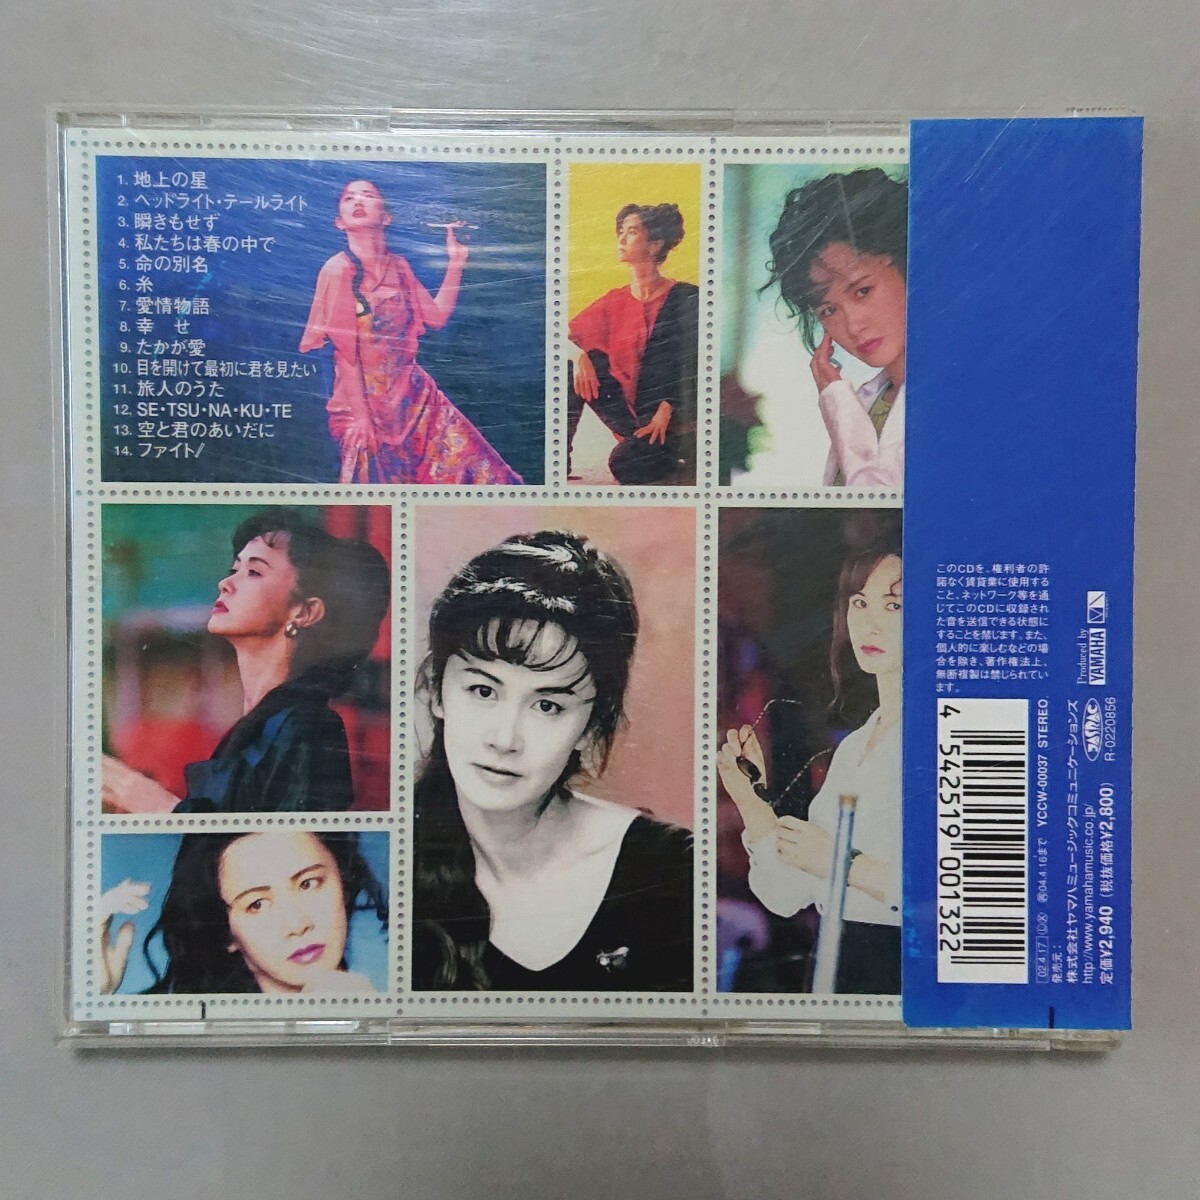 1. 地上の星
2. ヘッドライト・テールライト
3. 瞬きもせず
4. 私たちは春の中で
5. 命の別名
6. 糸
7. 愛情物語
8. 幸　せ
9. たかが愛
10. 目を開けて最初に君を見たい
11. 旅人のうた
12. SE・TSU・NA・KU・TE
13. 空と君のあいだに
14. ファイト!
このCDを、権利者の許
諾なく賃貸業に使用する
こと、ネットワーク等を通
じてこのCDに収録され
た音を送信できる状態に
することを禁じます。また、
個人的に楽しむなどの場
合を除き、著作権法上、
無断複製は禁じられてい
ます。
Produced by
YAMAHA
JASRAC
R-0220856
4 542519 001322
02.4.17 Ⓘ Ⓧ 再04.4.16まで YCCW-00037 STEREO
発売元:
株式会社ヤマハミュージックコミュニケーションズ
http://www.yamahamusic.co.jp/
定価¥2,940 (税抜価格¥2,800)